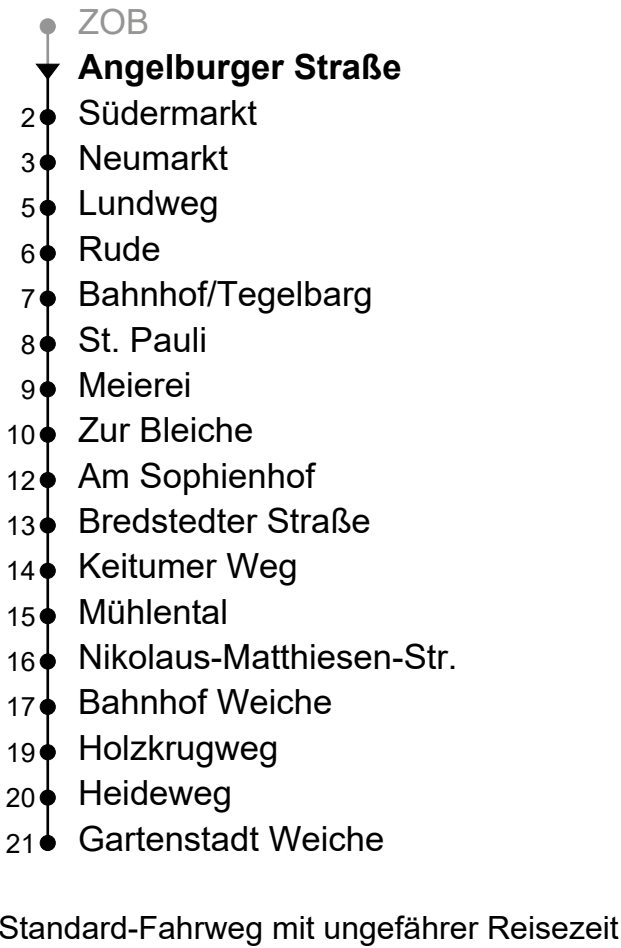 ZOB
Angelburger Straße
2 Südermarkt
3 Neumarkt
5 Lundweg
6 Rude
7 Bahnhof/Tegelbarg
8 St. Pauli
9 Meierei
10 Zur Bleiche
12 Am Sophienhof
13 Bredstedter Straße
14 Keitumer Weg
15 Mühlental
16 Nikolaus-Matthiesen-Str.
17 Bahnhof Weiche
19 Holzkrugweg
20 Heideweg
21 Gartenstadt Weiche
Standard-Fahrweg mit ungefährer Reisezeit